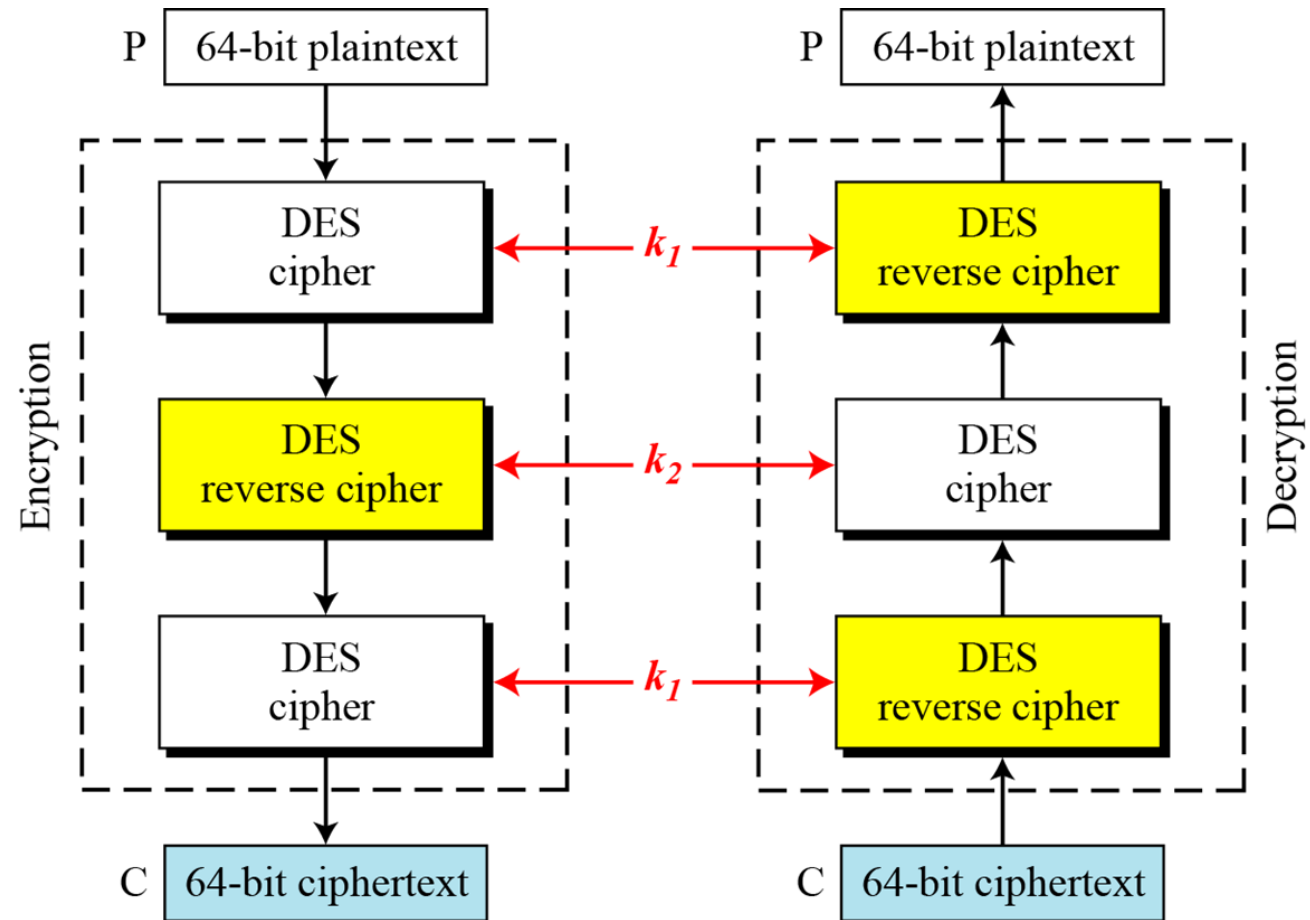 P 64-bit plaintext
Encryption
DES
cipher
DES
reverse cipher
DES
cipher
C 64-bit ciphertext
k1
k2
k1
P 64-bit plaintext
DES
reverse cipher
DES
cipher
DES
reverse cipher
Decryption
C 64-bit ciphertext